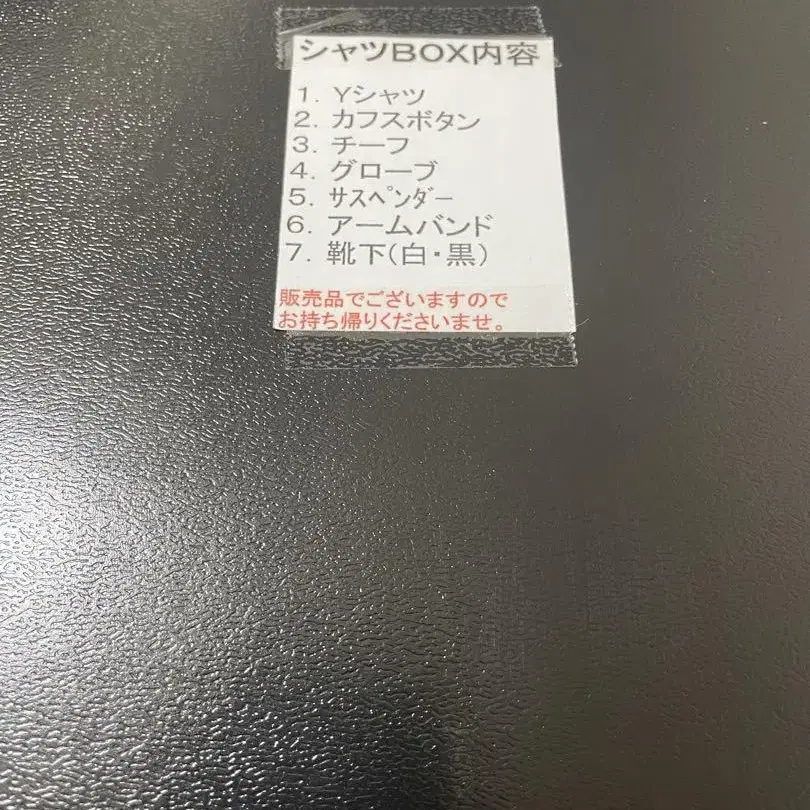 シャツBOX内容
1. Yシャツ
2. カフスボタン
3. チーフ
4. グローブ
5. ｻｽﾍﾟﾝﾀﾞｰ
6. アームバンド
7. 靴下(白・黒)
販売品でございますので
お持ち帰りくださいませ。